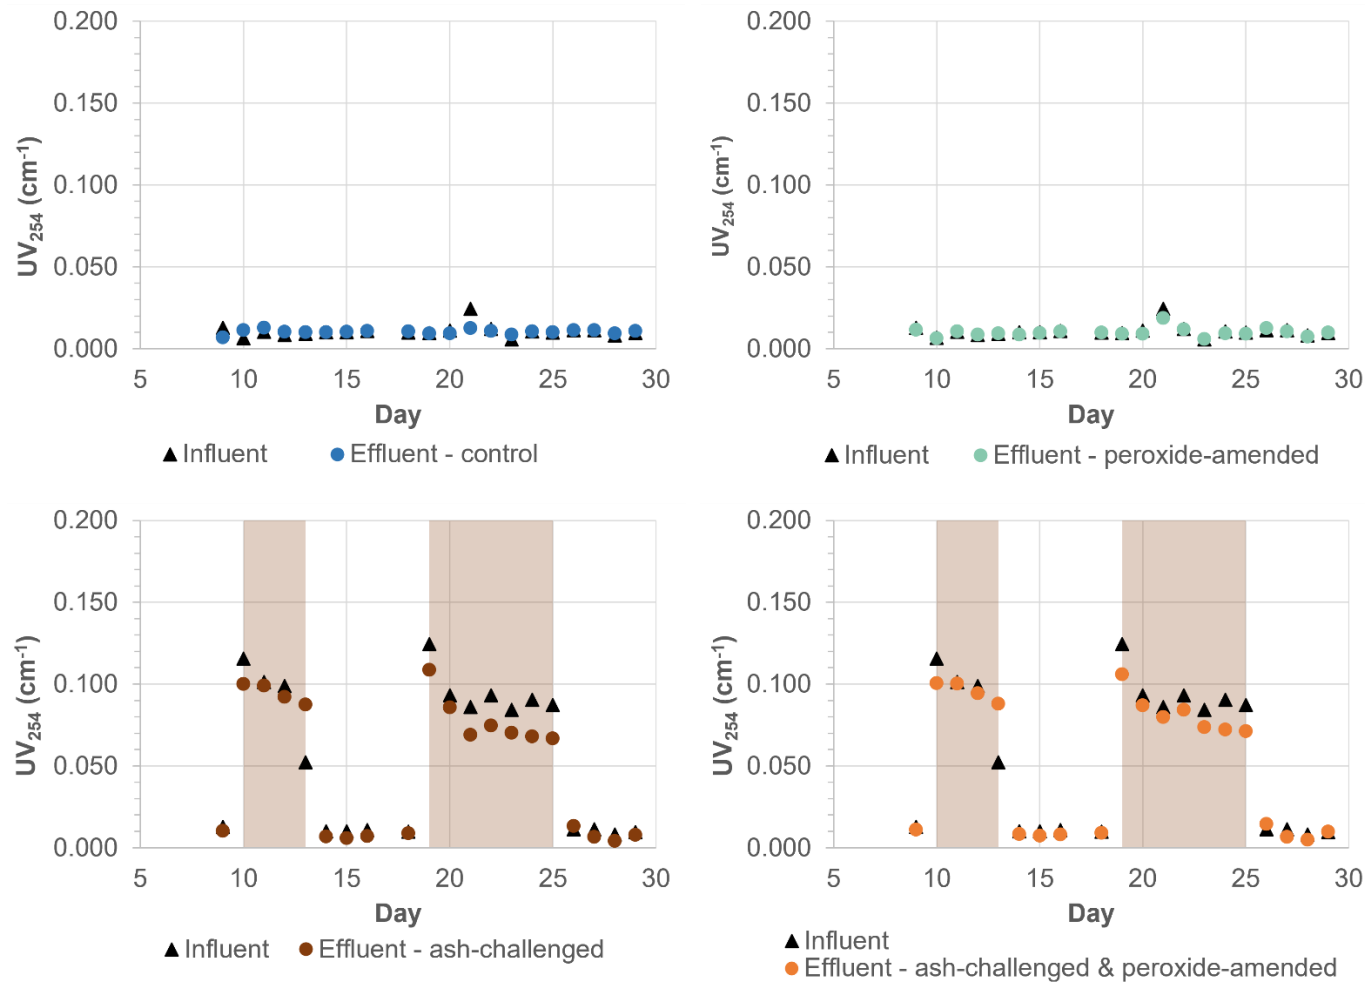 0.200
0.150
0.100
0.050
0.000
UV254 (cm-1)
5 10 15 20 25 30
Day
Influent Effluent - control
0.200
0.150
0.100
0.050
0.000
UV254 (cm-1)
5 10 15 20 25 30
Day
Influent Effluent - peroxide-amended
0.200
0.150
0.100
0.050
0.000
UV254 (cm-1)
5 10 15 20 25 30
Day
Influent Effluent - ash-challenged
0.200
0.150
0.100
0.050
0.000
UV254 (cm-1)
5 10 15 20 25 30
Day
Influent
Effluent - ash-challenged & peroxide-amended